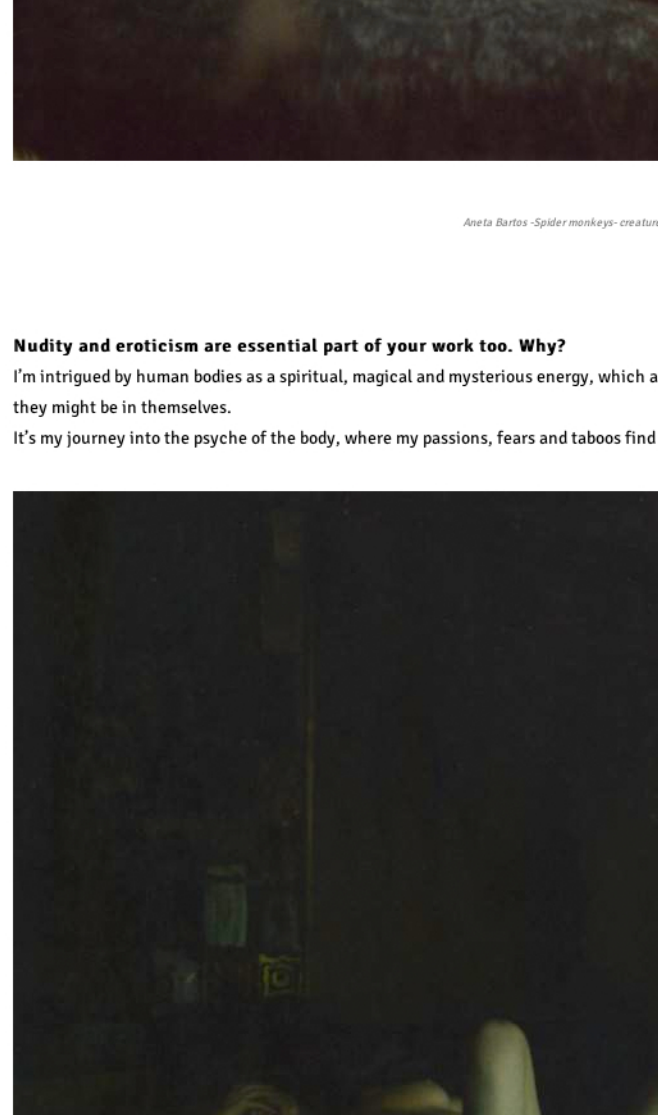 Aneta Bartos -Spider monkeys- creature
Nudity and eroticism are essential part of your work too. Why?
I'm intrigued by human bodies as a spiritual, magical and mysterious energy, which a
they might be in themselves.
It's my journey into the psyche of the body, where my passions, fears and taboos find